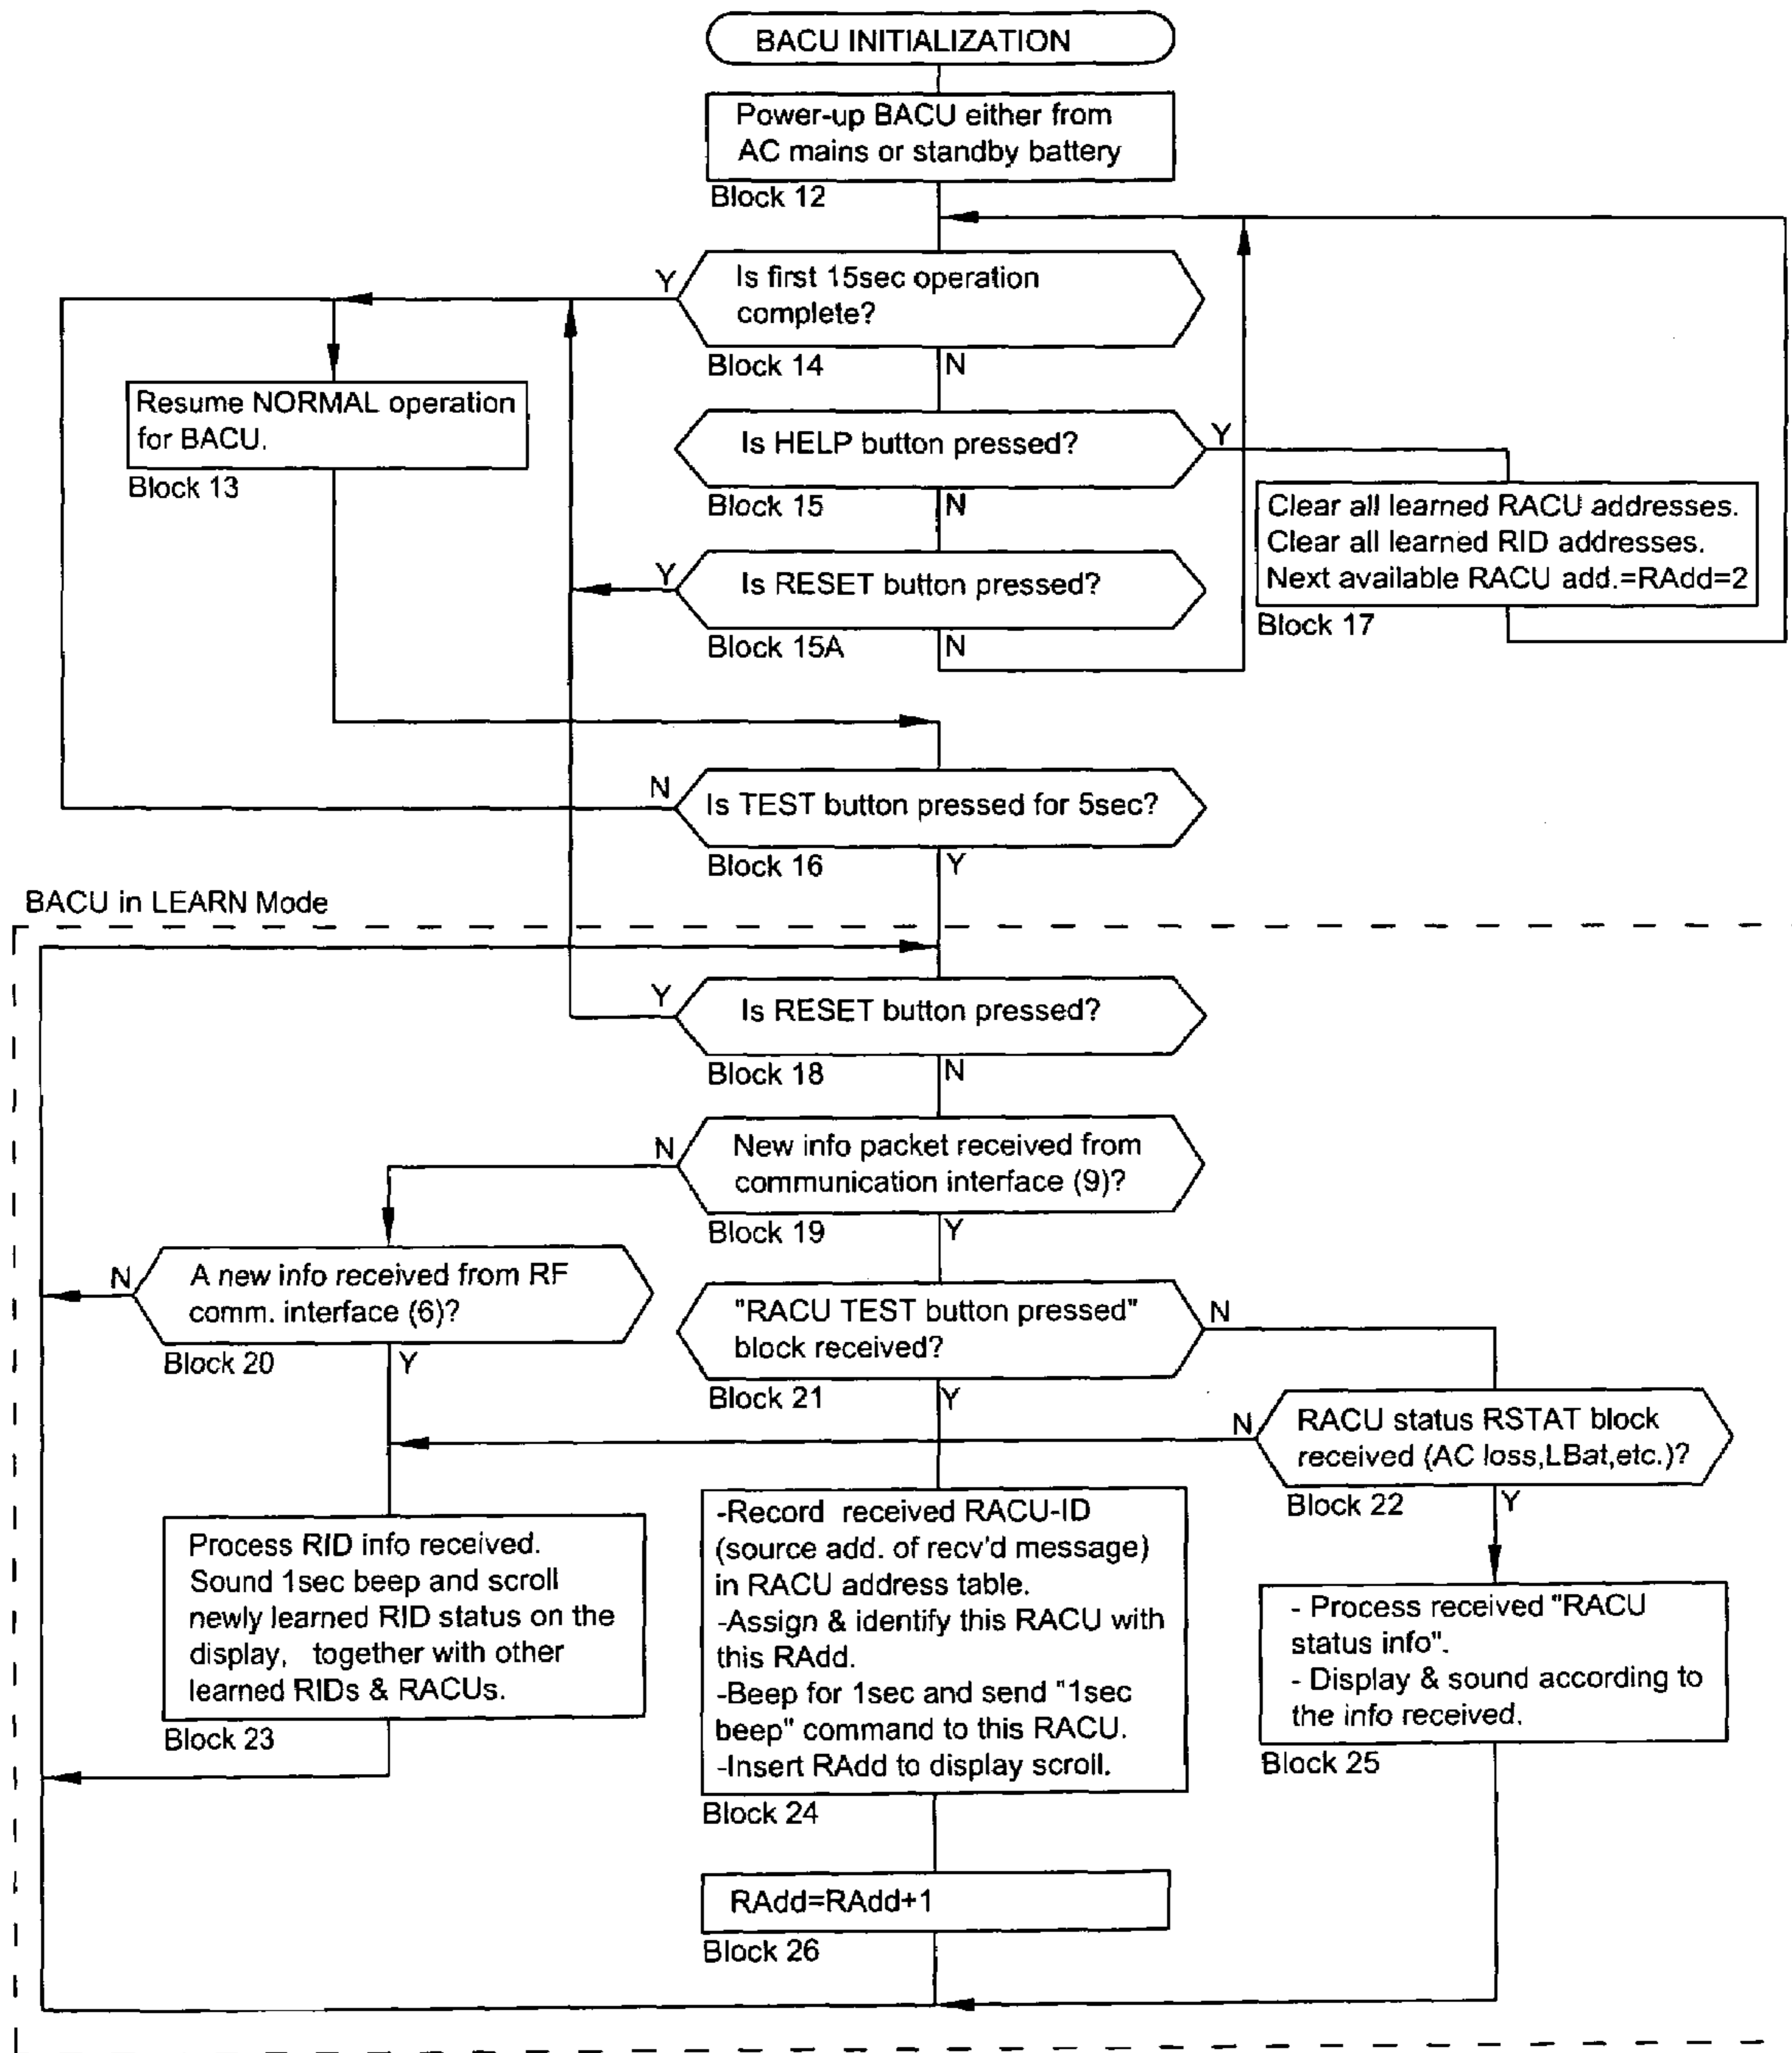 BACU INITIALIZATION
Power-up BACU either from
AC mains or standby battery
Block 12
Is first 15sec operation
complete?
Y
Block 14
N
Resume NORMAL operation
for BACU.
Block 13
Is HELP button pressed?
Y
Block 15
N
Clear all learned RACU addresses.
Clear all learned RID addresses.
Next available RACU add.=RAdd=2
Block 17
Is RESET button pressed?
Y
Block 15A
N
Is TEST button pressed for 5sec?
N
Block 16
Y
BACU in LEARN Mode
Is RESET button pressed?
Y
Block 18
N
New info packet received from
communication interface (9)?
N
Block 19
Y
A new info received from RF
comm. interface (6)?
N
Block 20
Y
"RACU TEST button pressed"
block received?
N
Block 21
Y
RACU status RSTAT block
received (AC loss,LBat,etc.)?
N
Block 22
Y
Process RID info received.
Sound 1sec beep and scroll
newly learned RID status on the
display, together with other
learned RIDs & RACUs.
Block 23
-Record received RACU-ID
(source add. of recv'd message)
in RACU address table.
-Assign & identify this RACU with
this RAdd.
-Beep for 1sec and send "1sec
beep" command to this RACU.
-Insert RAdd to display scroll.
Block 24
- Process received "RACU
status info".
- Display & sound according to
the info received.
Block 25
RAdd=RAdd+1
Block 26